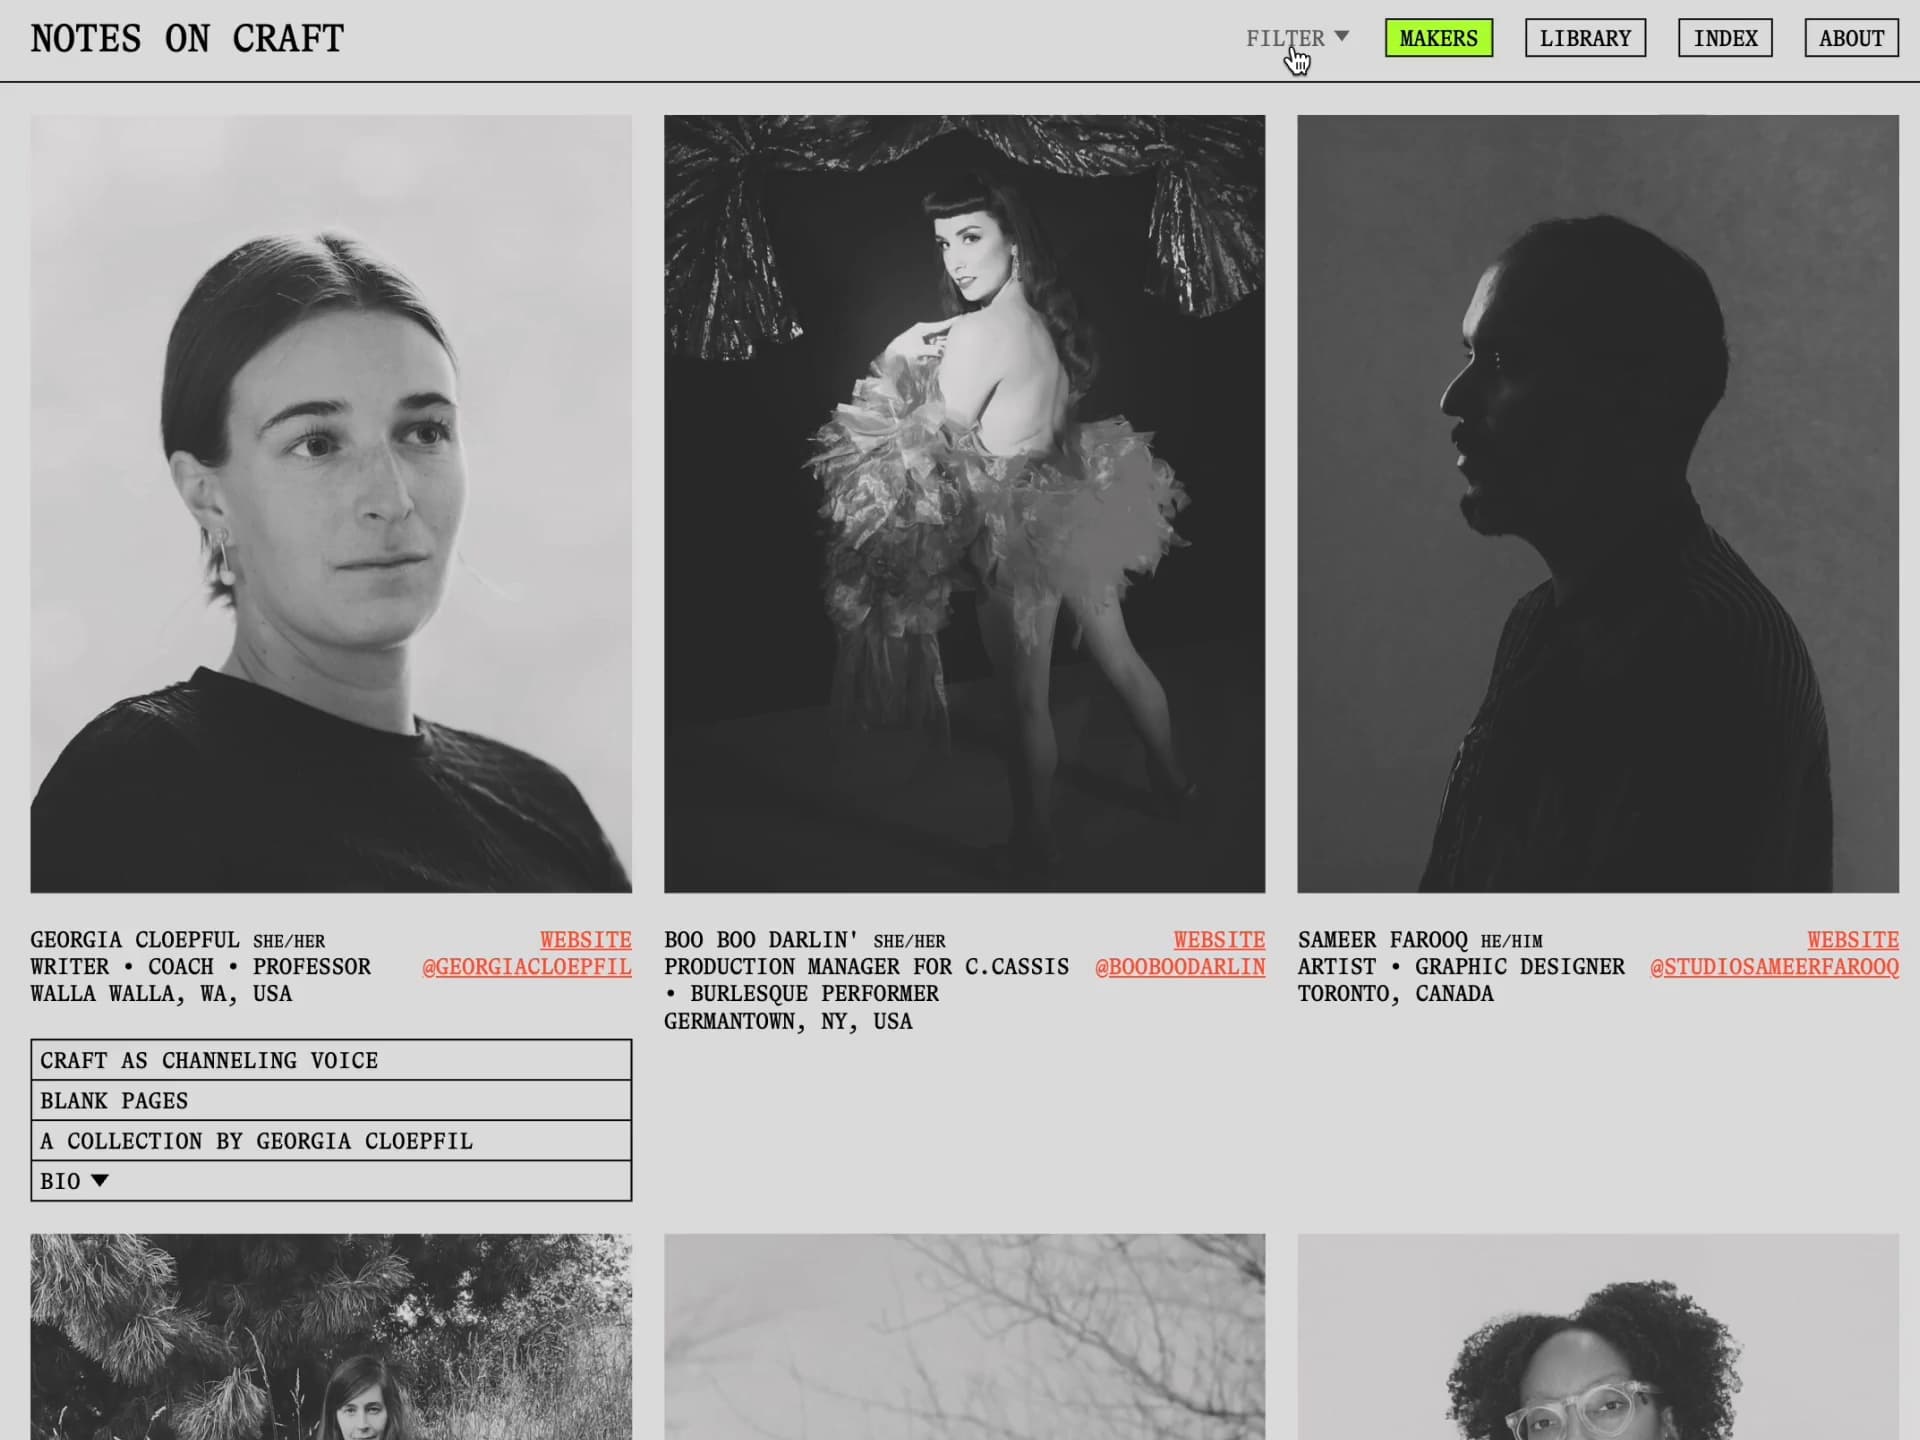 NOTES ON CRAFT
FILTER ▼
MAKERS
LIBRARY
INDEX
ABOUT
GEORGIA CLOEPFUL SHE/HER
WEBSITE
WRITER • COACH • PROFESSOR
@GEORGIACLOEPFIL
WALLA WALLA, WA, USA
CRAFT AS CHANNELING VOICE
BLANK PAGES
A COLLECTION BY GEORGIA CLOEPFIL
BIO ▼
BOO BOO DARLIN' SHE/HER
WEBSITE
PRODUCTION MANAGER FOR C.CASSIS
@BOOBOODARLIN
• BURLESQUE PERFORMER
GERMANTOWN, NY, USA
SAMEER FAROOQ HE/HIM
WEBSITE
ARTIST • GRAPHIC DESIGNER
@STUDIOSAMEERFAROOQ
TORONTO, CANADA